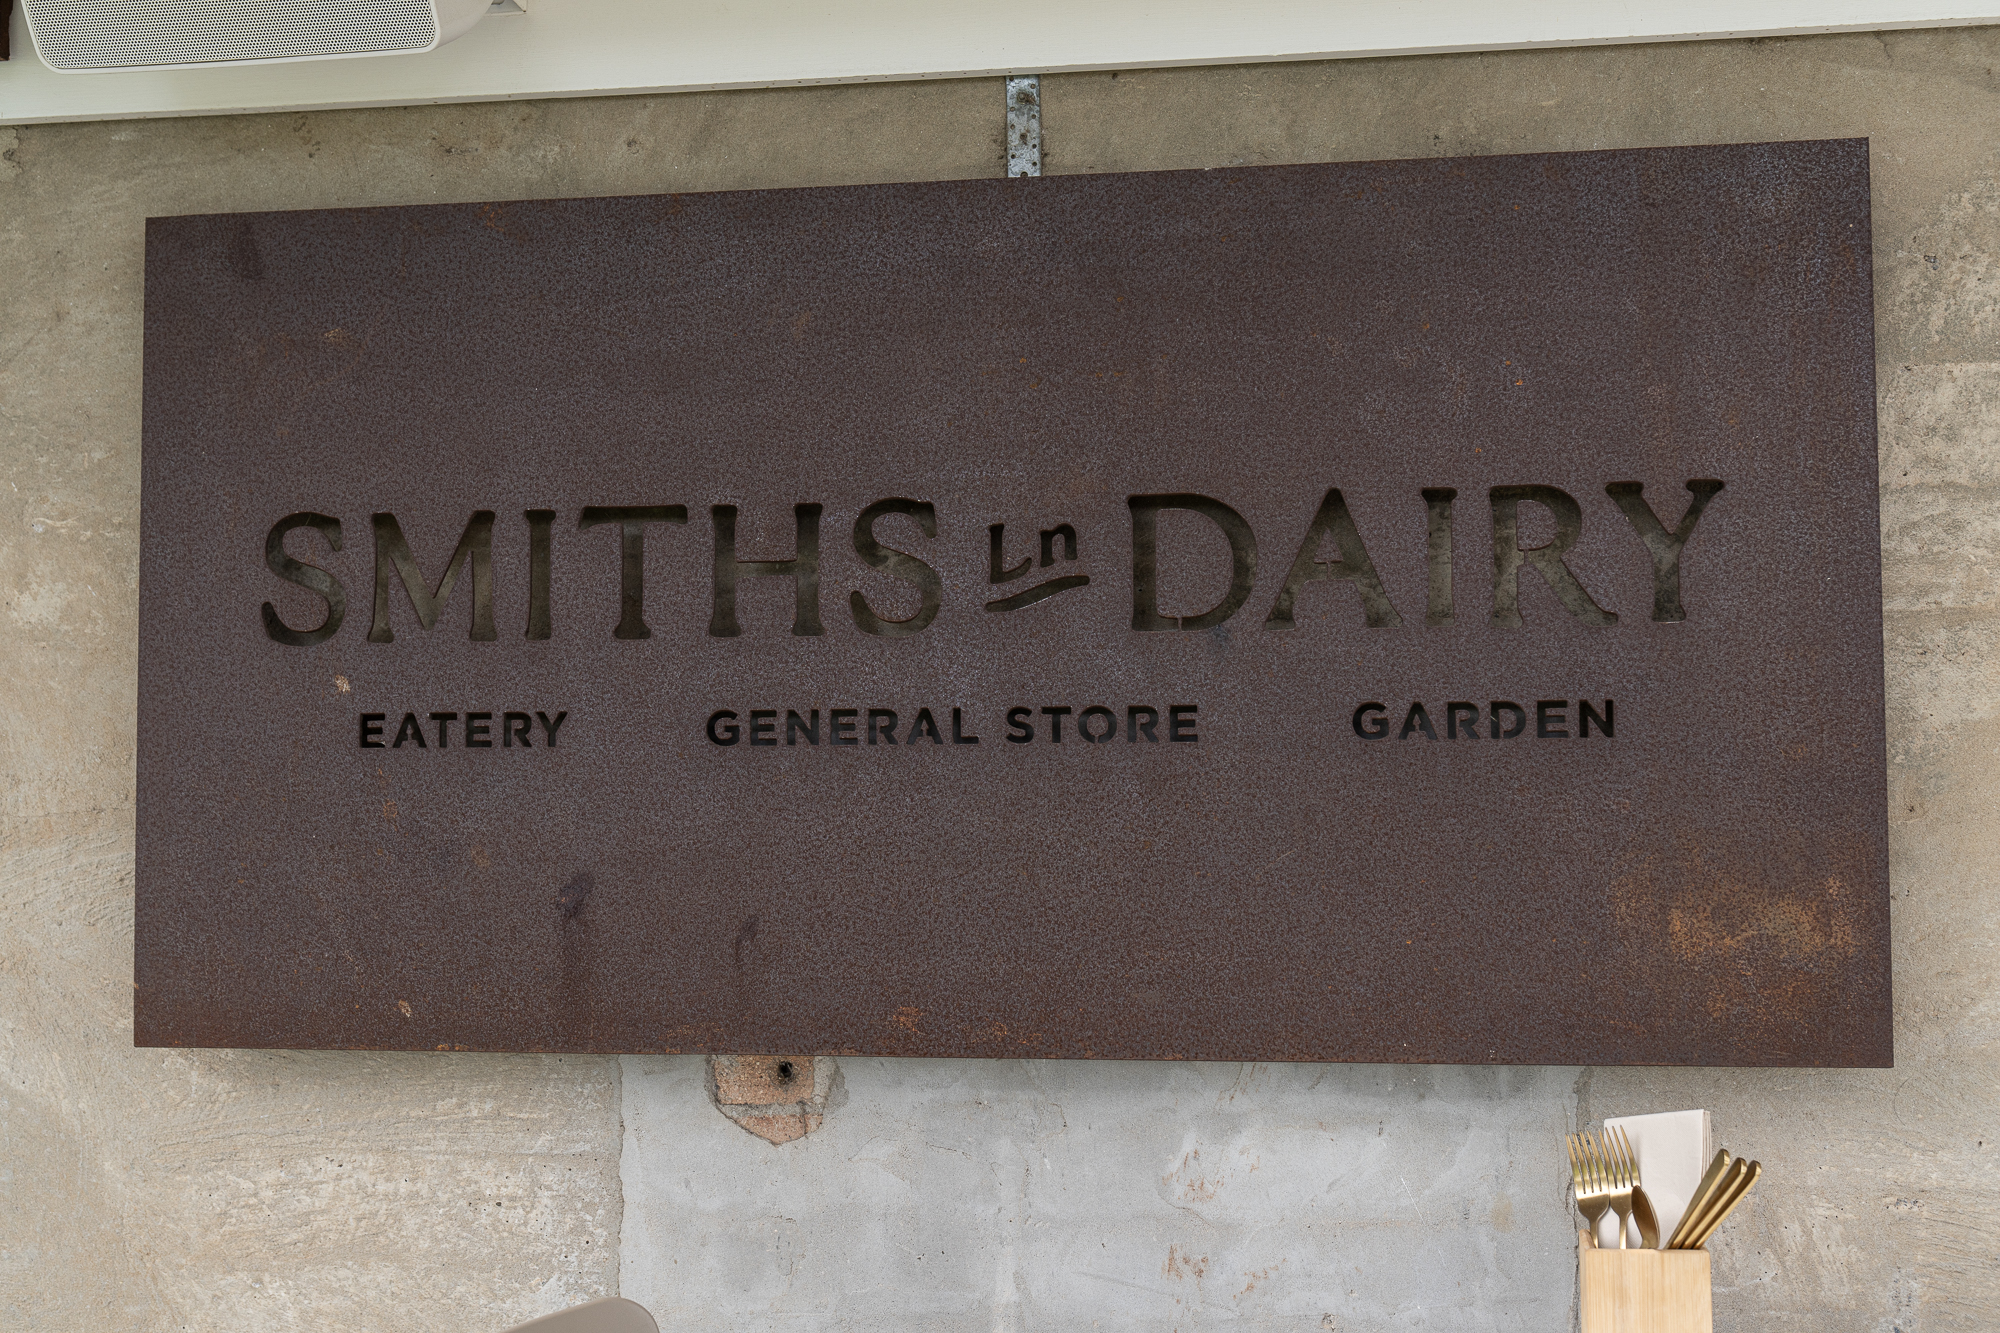 SMITHS Ln DAIRY
EATERY GENERAL STORE GARDEN